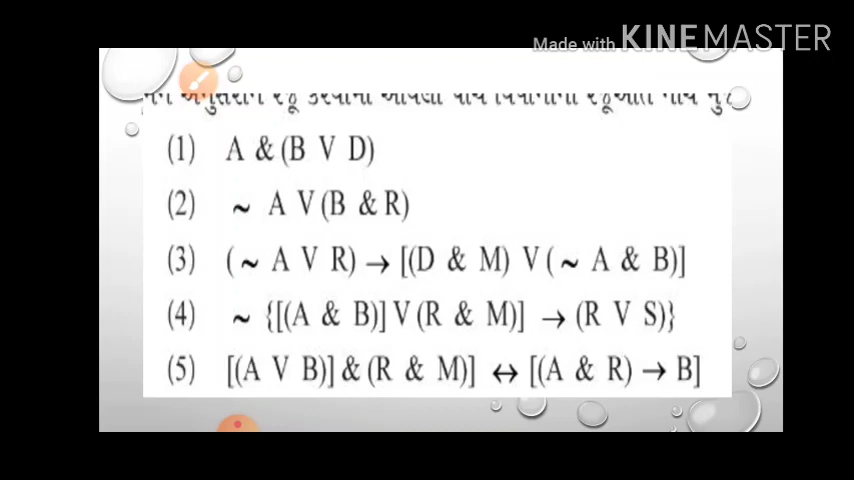 Made with KINEMASTER
(1) A & (B V D)
(2) ~ A V (B & R)
(3) (~ A V R) → [(D & M) V (~ A & B)]
(4) ~ {[(A & B)] V (R & M)] → (R V S)}
(5) [(A V B)] & (R & M)] ↔ [(A & R) → B]